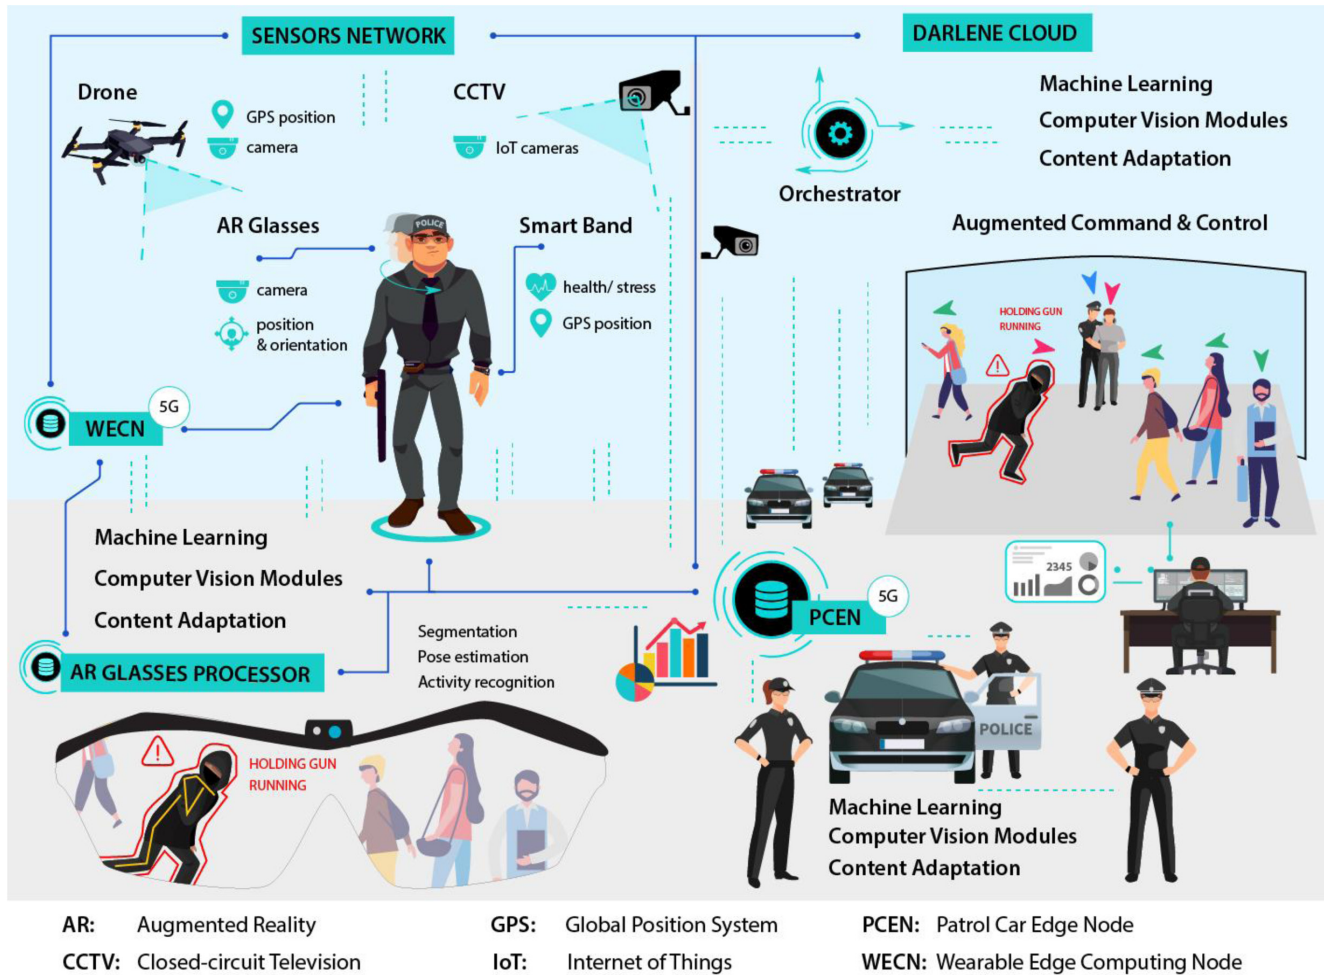 SENSORS NETWORK
DARLENE CLOUD
Drone
GPS position
camera
CCTV
IoT cameras
Orchestrator
Machine Learning
Computer Vision Modules
Content Adaptation
AR Glasses
camera
position
& orientation
POLICE
Smart Band
health/ stress
GPS position
Augmented Command & Control
HOLDING GUN
RUNNING
WECN
5G
Machine Learning
Computer Vision Modules
Content Adaptation
2345
PCEN
5G
AR GLASSES PROCESSOR
Segmentation
Pose estimation
Activity recognition
HOLDING GUN
RUNNING
POLICE
Machine Learning
Computer Vision Modules
Content Adaptation
AR: Augmented Reality
GPS: Global Position System
PCEN: Patrol Car Edge Node
CCTV: Closed-circuit Television
IoT: Internet of Things
WECN: Wearable Edge Computing Node